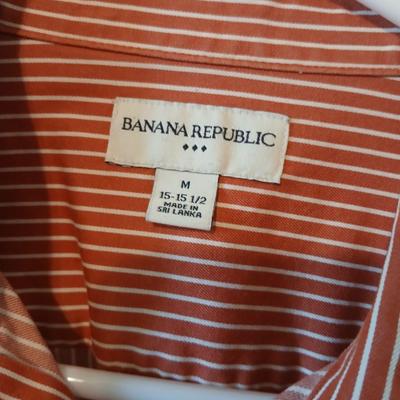 BANANA REPUBLIC
M
15-15 1/2
MADE IN
SRI LANKA